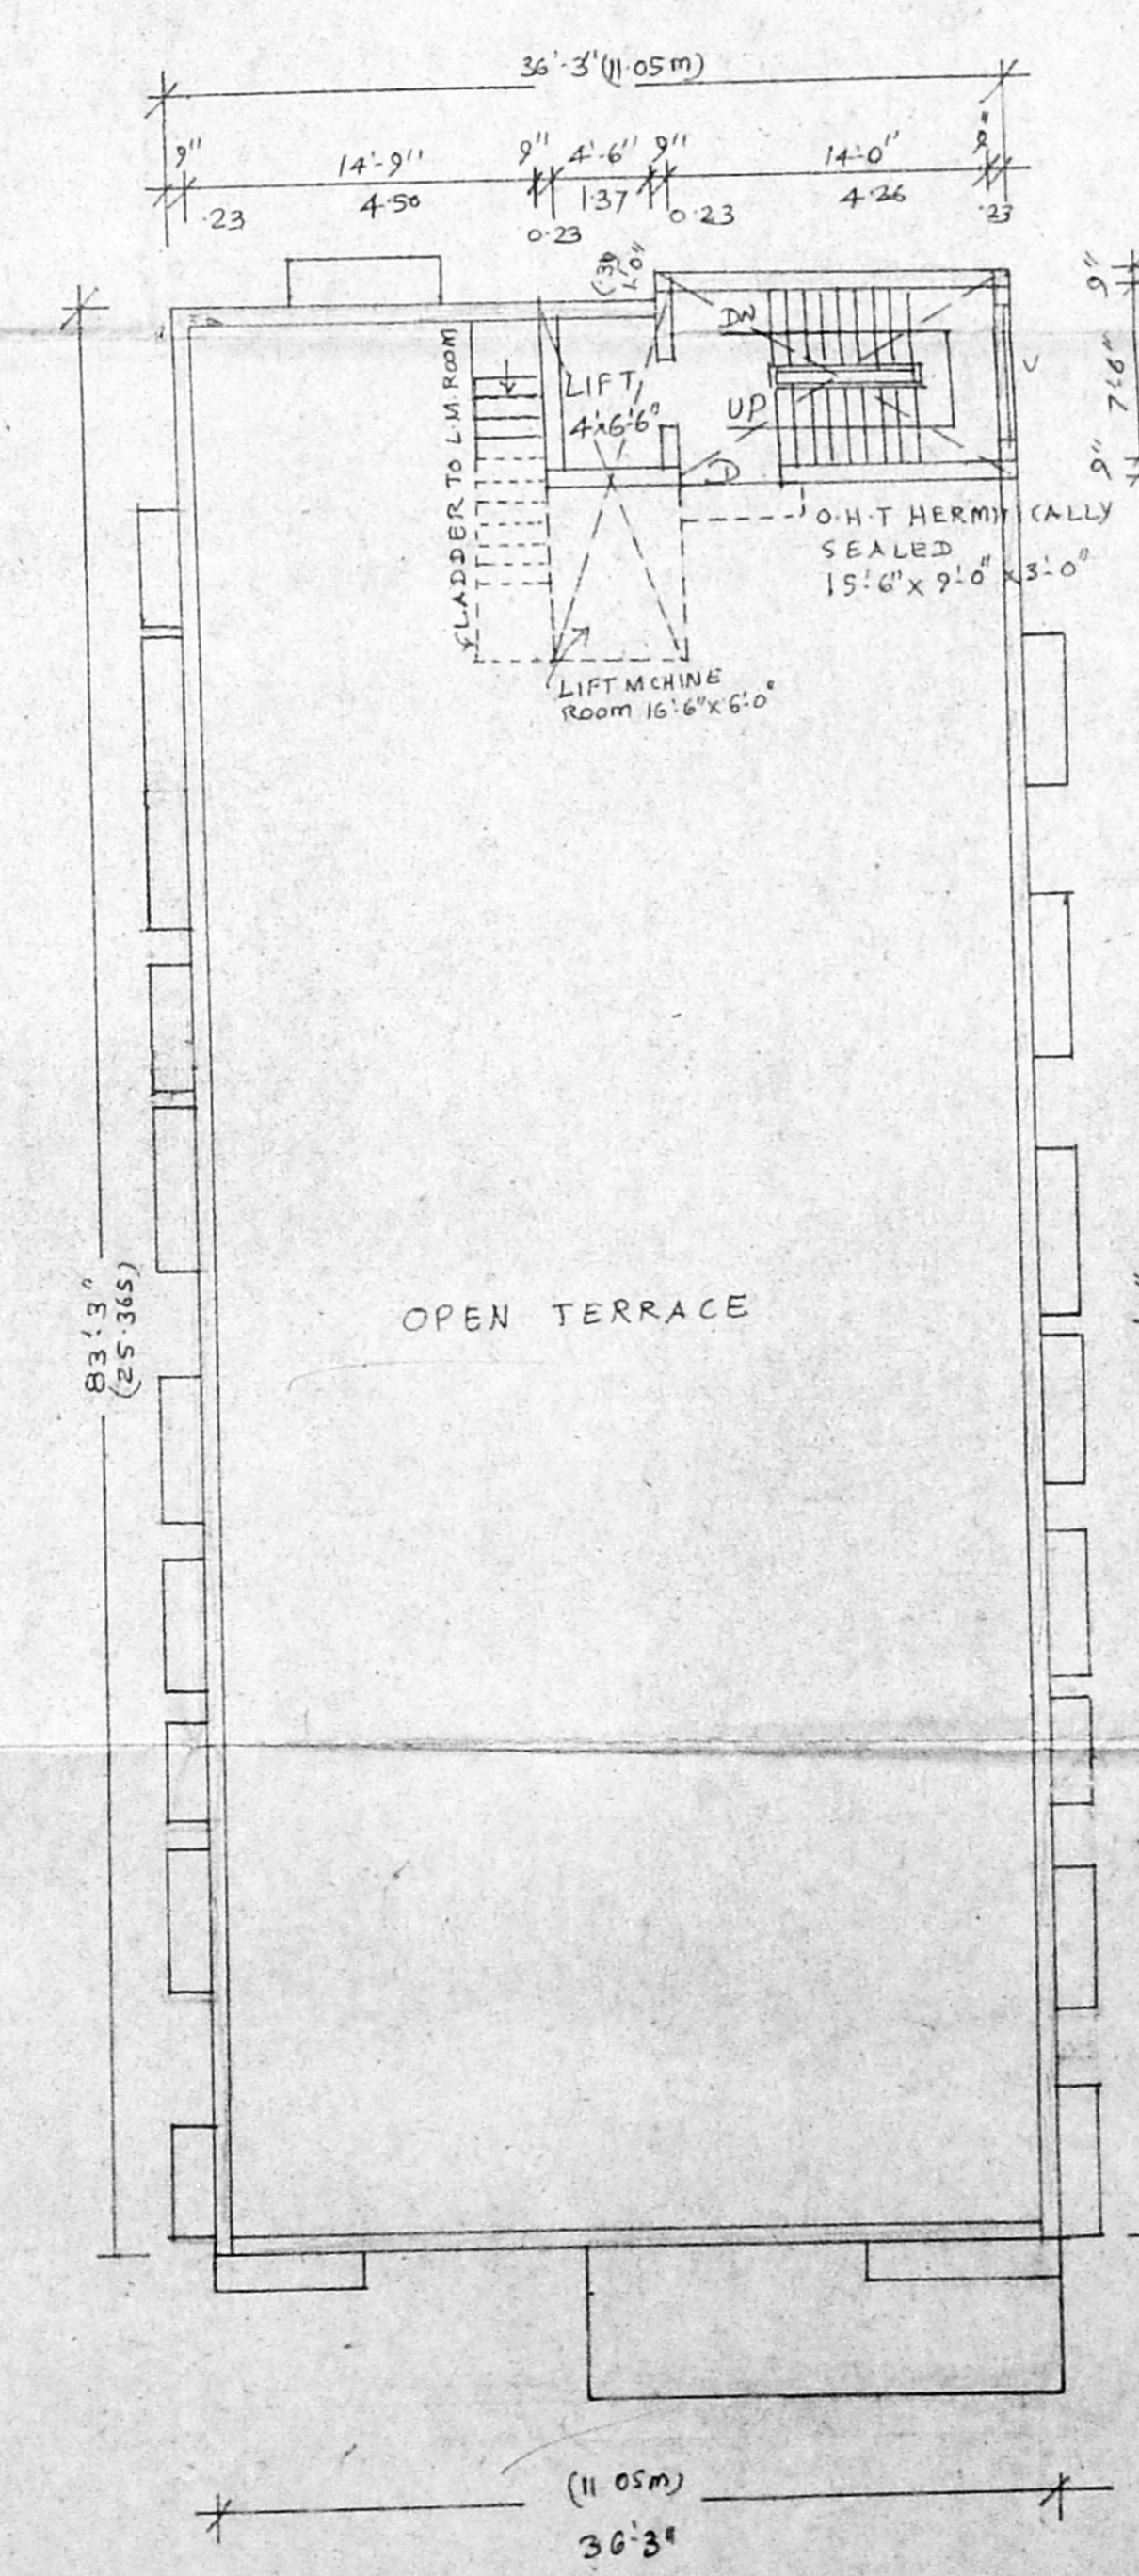 36'-3"(11.05m)
9" 14'-9" 9" 4'-6" 9" 14'-0" 9"
.23 4.50 0.23 1.37 0.23 4.26 .23
1'-0"
DN
UP
LIFT
4'x6'-6"
D
V
9"
7'-6"
9"
LADDER TO L.M. ROOM
O.H.T HERMITICALLY
SEALED
15'-6" x 9'-0" x 3'-0"
LIFT MCHINE
ROOM 16'-6"x6'-0"
83'-3"
(25.365)
OPEN TERRACE
(11.05m)
36'-3"